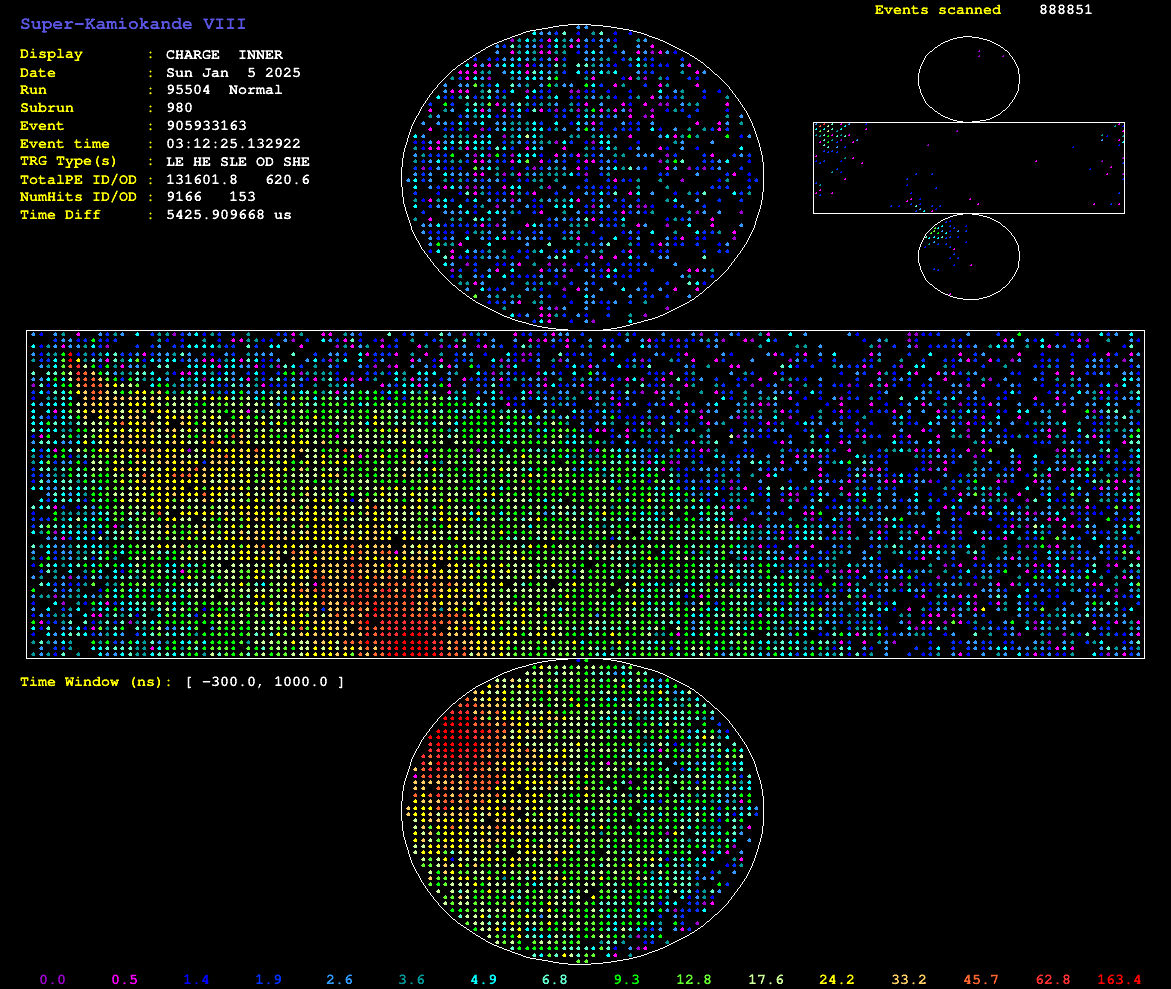 Super-Kamiokande VIII
Events scanned 888851
Display : CHARGE INNER
Date : Sun Jan 5 2025
Run : 95504 Normal
Subrun : 980
Event : 905933163
Event time : 03:12:25.132922
TRG Type(s) : LE HE SLE OD SHE
TotalPE ID/OD : 131601.8 620.6
NumHits ID/OD : 9166 153
Time Diff : 5425.909668 us
Time Window (ns): [ -300.0, 1000.0 ]
0.0 0.5 1.4 1.9 2.6 3.6 4.9 6.8 9.3 12.8 17.6 24.2 33.2 45.7 62.8 163.4